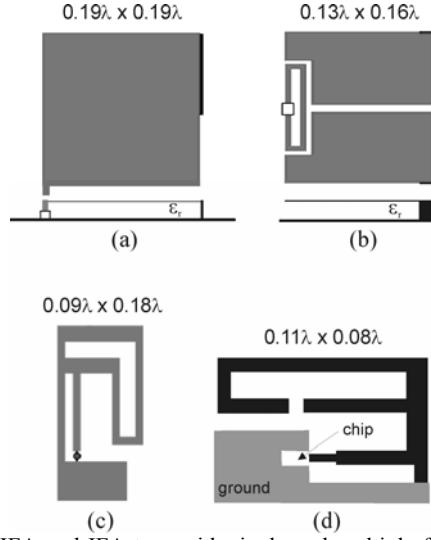 0.19λ x 0.19λ
0.13λ x 0.16λ
εr
εr
(a)
(b)
0.09λ x 0.18λ
0.11λ x 0.08λ
chip
ground
(c)
(d)